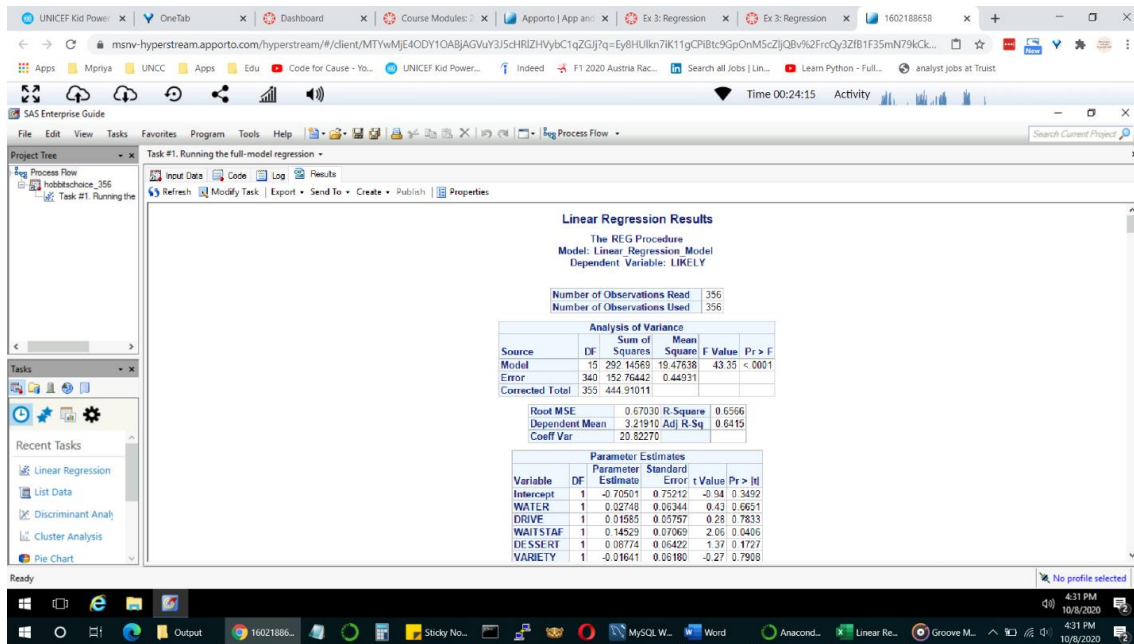 UNICEF Kid Power × OneTab × Dashboard × Course Modules: 2 × Apporto | App and × Ex 3: Regression × Ex 3: Regression × 1602188658 × +
msnv-hyperstream.apporto.com/hyperstream/#/client/
Apps Mpriya UNCC Apps Edu Code for Cause - Yo... UNICEF Kid Power... Indeed F1 2020 Austria Rac... Search all Jobs | Lin... Learn Python - Full... analyst jobs at Truist
Time 00:24:15 Activity
SAS Enterprise Guide
File Edit View Tasks Favorites Program Tools Help Process Flow
Search Current Project
Project Tree
Task #1. Running the full-model regression
Process Flow
hobbitschoice_356
Task #1. Running the
Input Data Code Log Results
Refresh Modify Task Export Send To Create Publish Properties
Linear Regression Results
The REG Procedure
Model: Linear_Regression_Model
Dependent Variable: LIKELY
Number of Observations Read 356
Number of Observations Used 356
Analysis of Variance
Source DF Sum of Squares Mean Square F Value Pr > F
Model 15 292.14569 19.47638 43.35 <.0001
Error 340 152.76442 0.44931
Corrected Total 355 444.91011
Root MSE 0.67030 R-Square 0.6566
Dependent Mean 3.21910 Adj R-Sq 0.6415
Coeff Var 20.82270
Parameter Estimates
Variable DF Parameter Estimate Standard Error t Value Pr > |t|
Intercept 1 -0.70501 0.75212 -0.94 0.3492
WATER 1 0.02748 0.06344 0.43 0.6651
DRIVE 1 0.01585 0.05757 0.28 0.7833
WAITSTAF 1 0.14529 0.07069 2.06 0.0406
DESSERT 1 0.08774 0.06422 1.37 0.1727
VARIETY 1 -0.01641 0.06180 -0.27 0.7908
Tasks
Recent Tasks
Linear Regression
List Data
Discriminant Analy
Cluster Analysis
Pie Chart
Ready
No profile selected
4:31 PM
10/8/2020
Output 16021886... Sticky No... MySQL W... Word Anacond... Linear Re... Groove M...
4:31 PM
10/8/2020